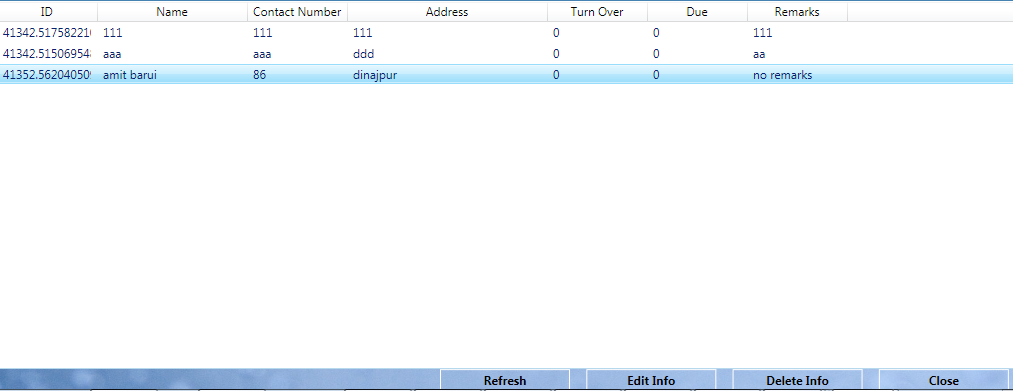 ID Name Contact Number Address Turn Over Due Remarks
41342.5175822 111 111 111 0 0 111
41342.51506954 aaa aaa ddd 0 0 aa
41352.56204050 amit barui 86 dinajpur 0 0 no remarks
Refresh Edit Info Delete Info Close